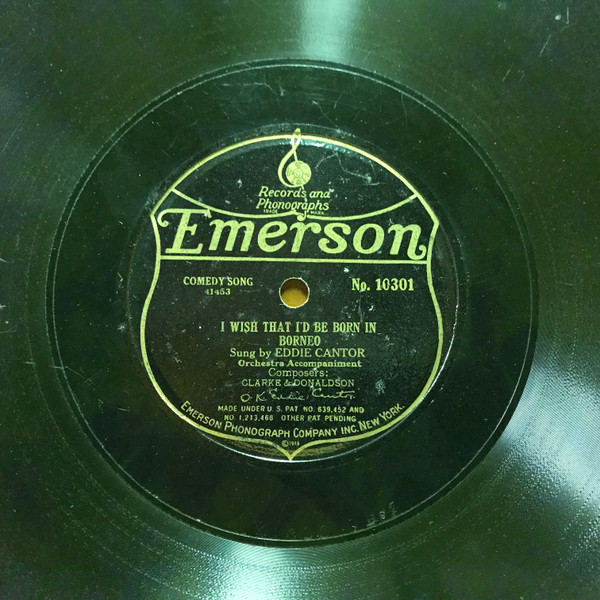 Records and
Phonographs
TRADE MARK
Emerson
COMEDY SONG
41453
No. 10301
I WISH THAT I'D BE BORN IN
BORNEO
Sung by EDDIE CANTOR
Orchestra Accompaniment
Composers:
CLARKE & DONALDSON
O.K. Eddie Cantor
MADE UNDER U.S. PAT. NO. 639,452 AND
NO. 1,213,468 OTHER PAT PENDING
EMERSON PHONOGRAPH COMPANY INC. NEW YORK.